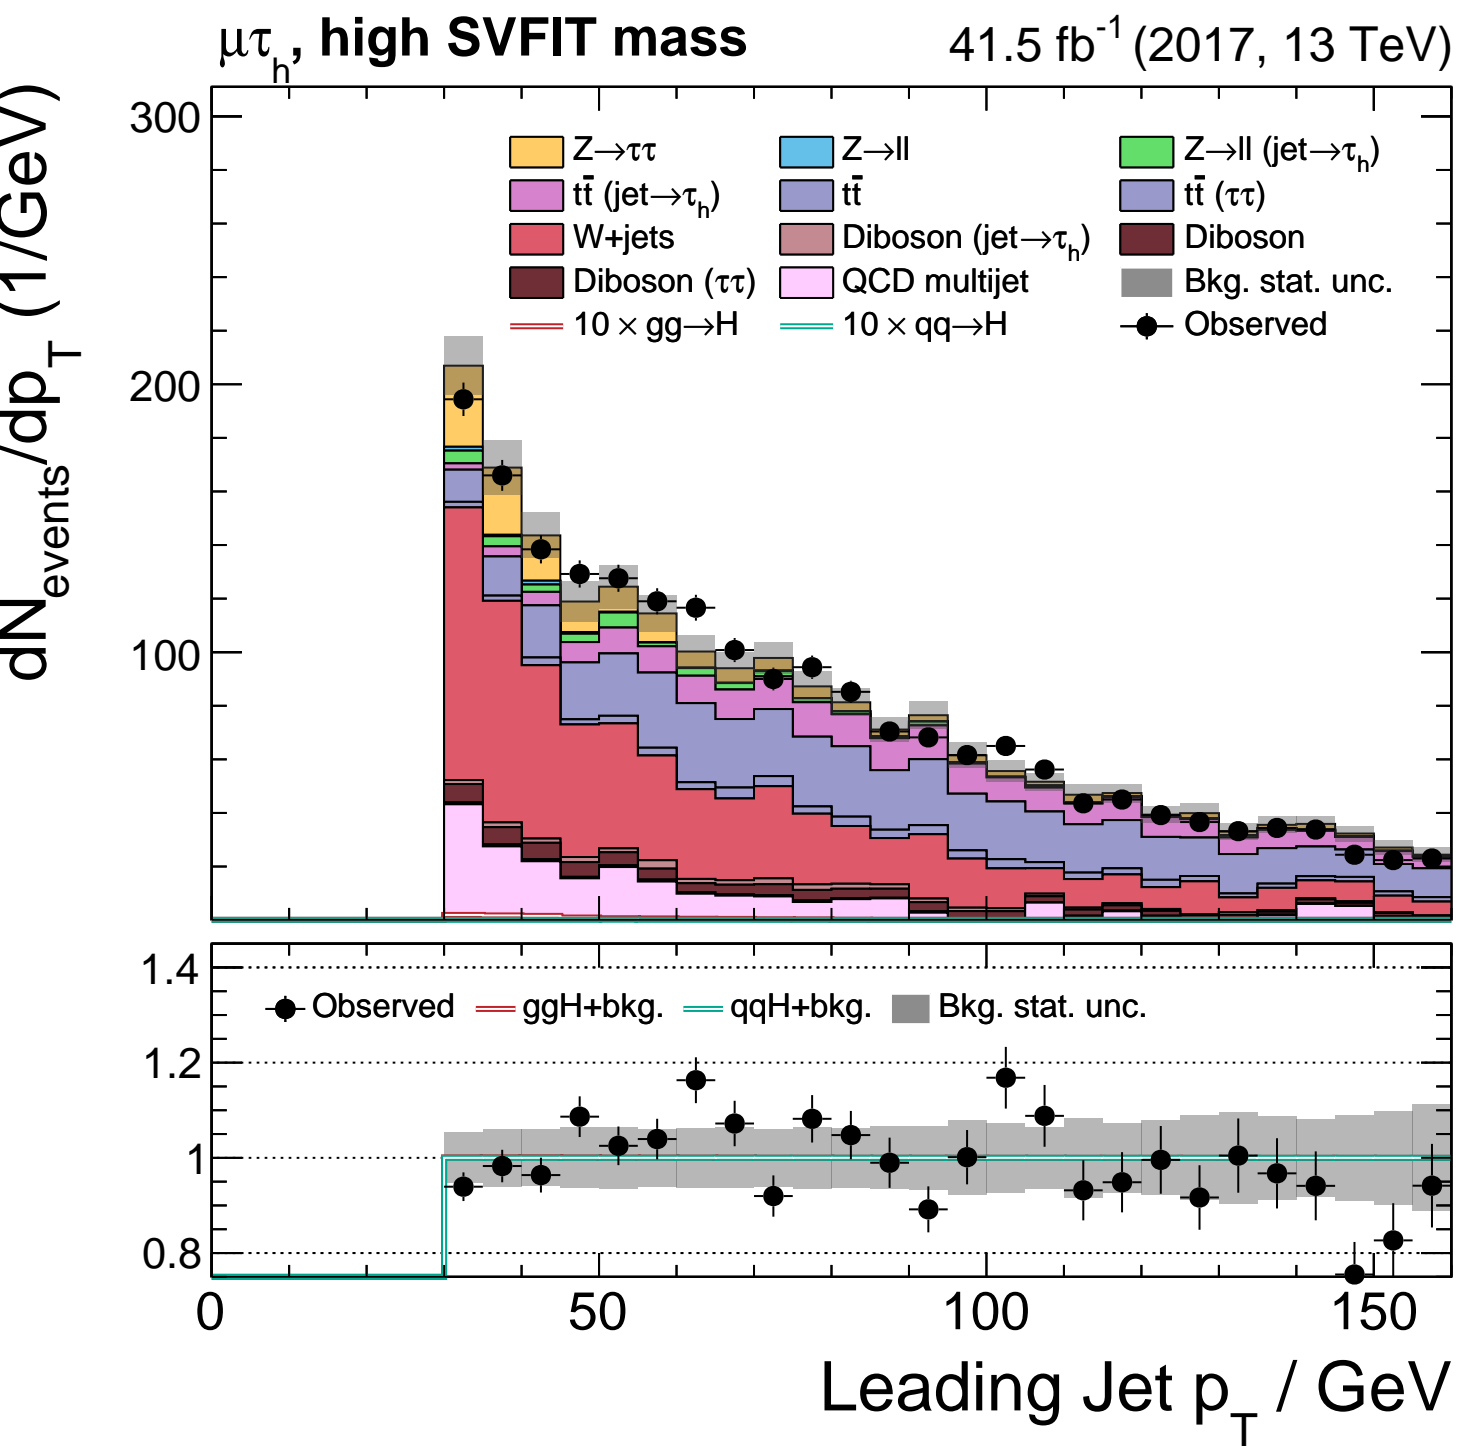 μτh, high SVFIT mass 41.5 fb-1 (2017, 13 TeV)
dNevents/dpT (1/GeV)
300
200
100
Z→ττ Z→ll Z→ll (jet→τh)
tt̄ (jet→τh) tt̄ tt̄ (ττ)
W+jets Diboson (jet→τh) Diboson
Diboson (ττ) QCD multijet Bkg. stat. unc.
10 × gg→H 10 × qq→H Observed
1.4
1.2
1
0.8
Observed ggH+bkg. qqH+bkg. Bkg. stat. unc.
0 50 100 150
Leading Jet pT / GeV